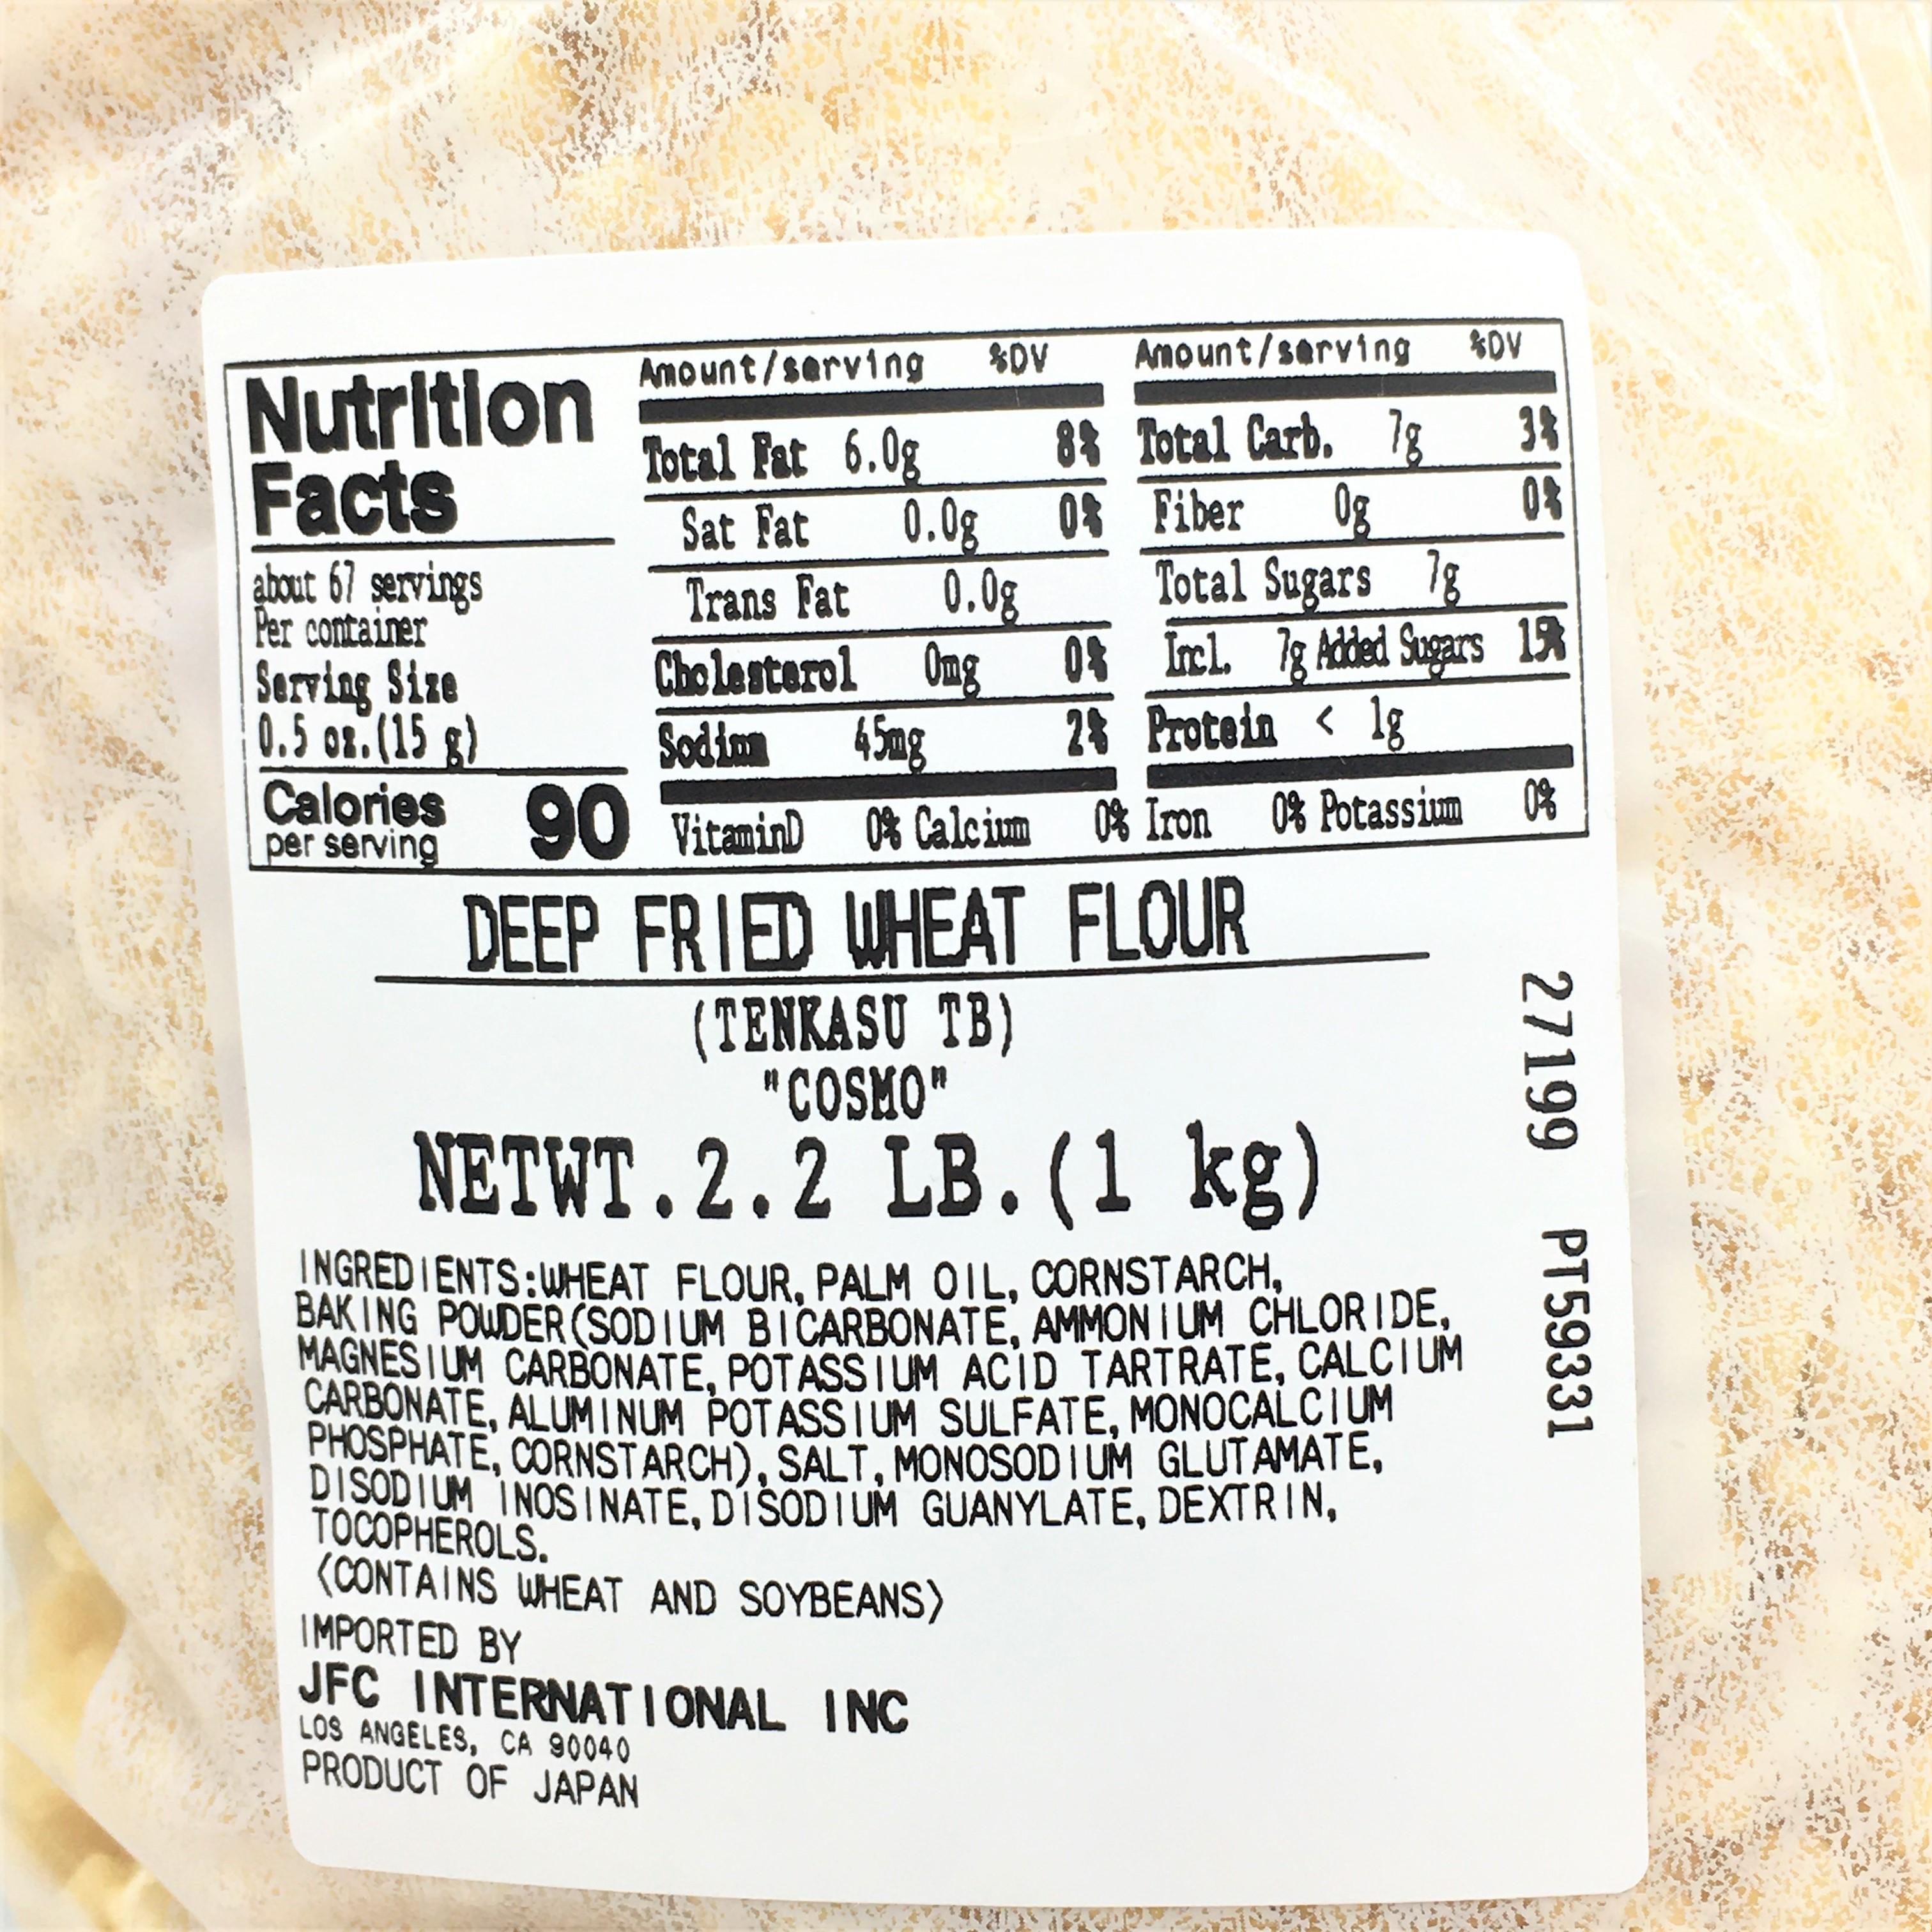 Nutrition
Facts
about 67 servings
Per container
Serving Size
0.5 oz.(15 g)
Calories
per serving
90
Amount/serving %DV
Total Fat 6.0g 8%
Sat Fat 0.0g 0%
Trans Fat 0.0g
Cholesterol 0mg 0%
Sodium 45mg 2%
Amount/serving %DV
Total Carb. 7g 3%
Fiber 0g 0%
Total Sugars 7g
Incl. 7g Added Sugars 15%
Protein < 1g
VitaminD 0% Calcium 0% Iron 0% Potassium 0%
DEEP FRIED WHEAT FLOUR
(TENKASU TB)
"COSMO"
NETWT.2.2 LB.(1 kg)
INGREDIENTS:WHEAT FLOUR, PALM OIL, CORNSTARCH,
BAKING POWDER(SODIUM BICARBONATE, AMMONIUM CHLORIDE,
MAGNESIUM CARBONATE, POTASSIUM ACID TARTRATE, CALCIUM
CARBONATE, ALUMINUM POTASSIUM SULFATE, MONOCALCIUM
PHOSPHATE, CORNSTARCH), SALT, MONOSODIUM GLUTAMATE,
DISODIUM INOSINATE, DISODIUM GUANYLATE, DEXTRIN,
TOCOPHEROLS.
<CONTAINS WHEAT AND SOYBEANS>
IMPORTED BY
JFC INTERNATIONAL INC
LOS ANGELES, CA 90040
PRODUCT OF JAPAN
27199 PT59331